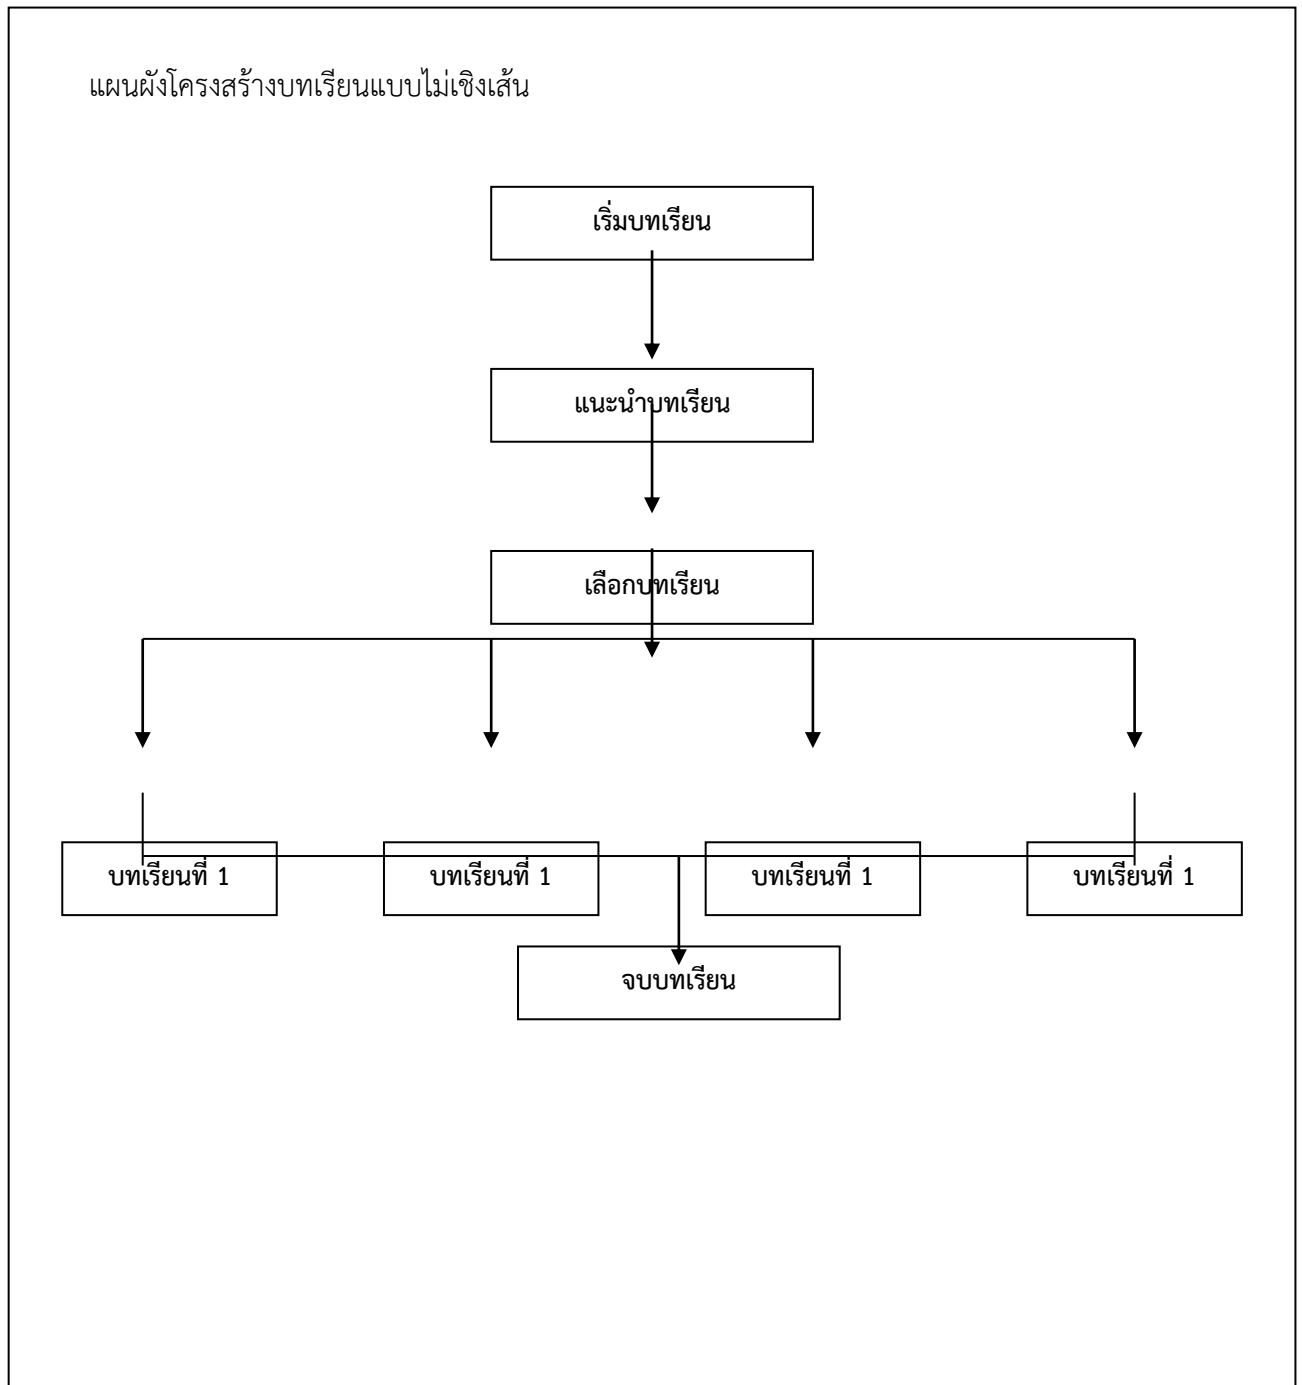 แผนผังโครงสร้างบทเรียนแบบไม่เชิงเส้น
เริ่มบทเรียน
แนะนำบทเรียน
เลือกบทเรียน
บทเรียนที่ 1
บทเรียนที่ 1
บทเรียนที่ 1
บทเรียนที่ 1
จบบทเรียน